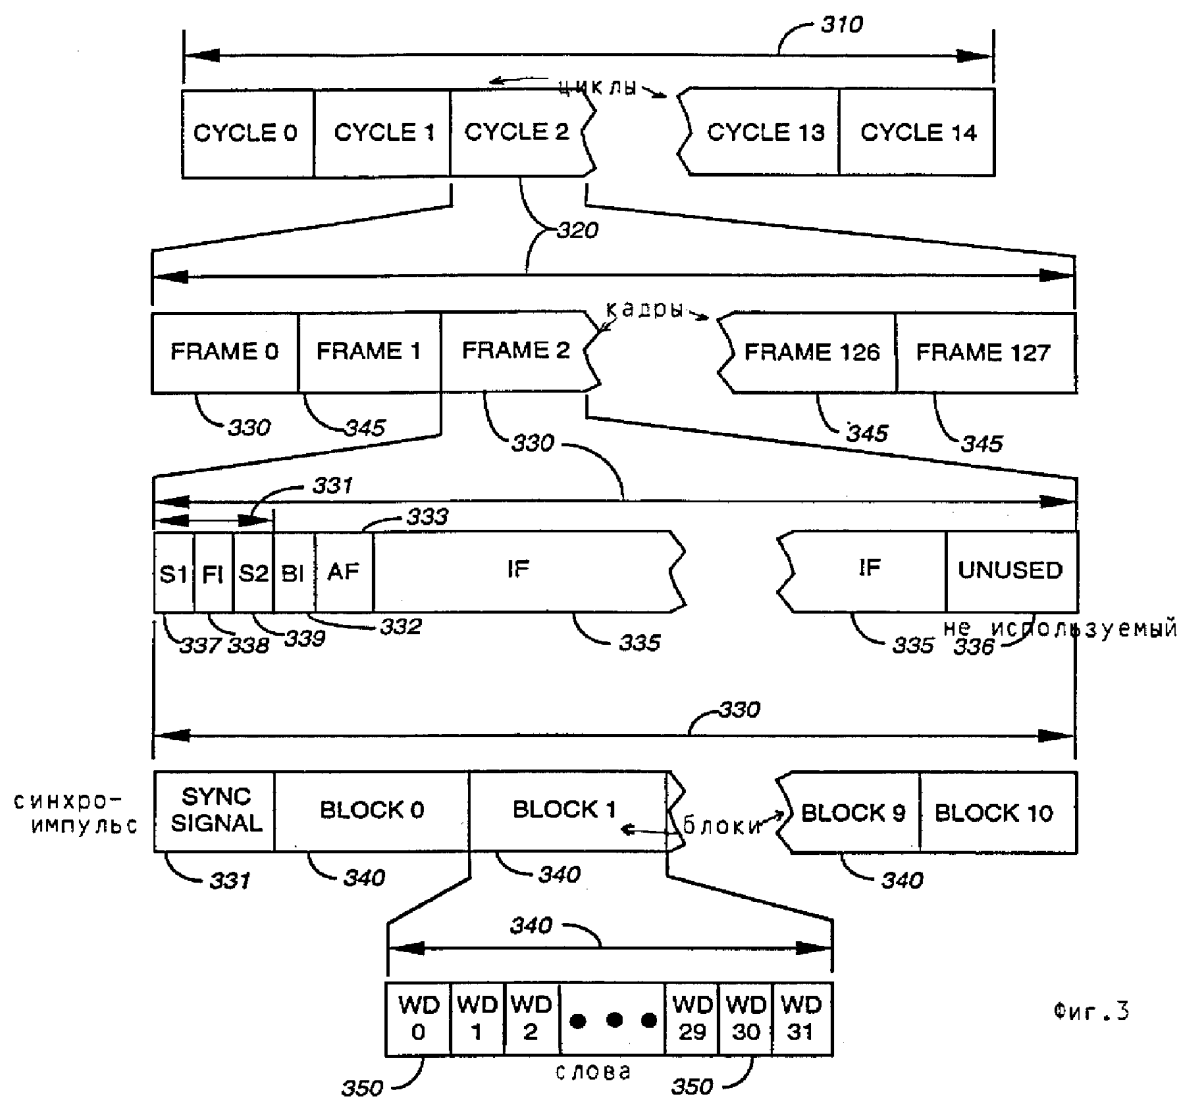 310
циклы
CYCLE 0 CYCLE 1 CYCLE 2 CYCLE 13 CYCLE 14
320
кадры
FRAME 0 FRAME 1 FRAME 2 FRAME 126 FRAME 127
330 345 330 345 345
331
333
S1 FI S2 BI AF IF IF UNUSED
337 338 339 332 335 335 336
не используемый
330
синхро-
импульс
SYNC
SIGNAL
BLOCK 0 BLOCK 1 блоки BLOCK 9 BLOCK 10
331 340 340 340
340
WD
0
WD
1
WD
2
WD
29
WD
30
WD
31
слова
350 350
Фиг.3